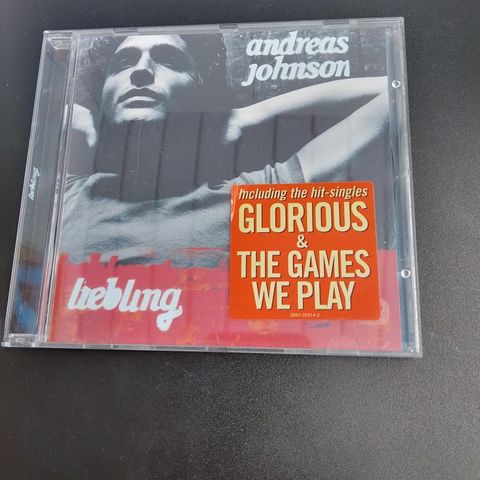 andreas
johnson
liebling
Including the hit-singles
GLORIOUS
&
THE GAMES
WE PLAY
liebling